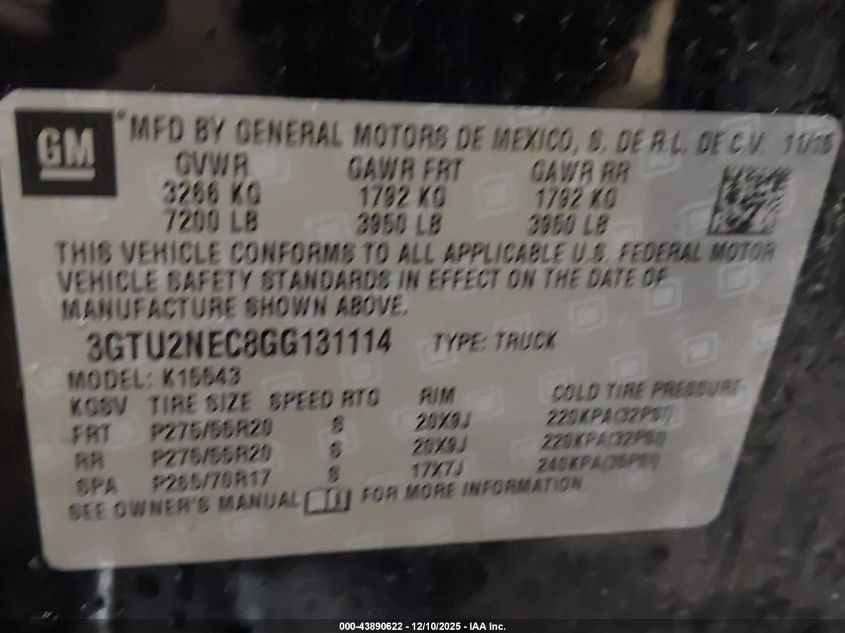 GM
*MFD BY GENERAL MOTORS DE MEXICO, S. DE R.L. DE C.V. 11/15
GVWR GAWR FRT GAWR RR
3266 KG 1792 KG 1792 KG
7200 LB 3950 LB 3950 LB
THIS VEHICLE CONFORMS TO ALL APPLICABLE U.S. FEDERAL MOTOR
VEHICLE SAFETY STANDARDS IN EFFECT ON THE DATE OF
MANUFACTURE SHOWN ABOVE.
3GTU2NEC8GG131114 TYPE: TRUCK
MODEL: K15543
KGSV TIRE SIZE SPEED RTG RIM COLD TIRE PRESSURE
FRT P275/55R20 S 20X9J 220KPA(32PSI)
RR P275/55R20 S 20X9J 220KPA(32PSI)
SPA P265/70R17 S 17X7J 240KPA(35PSI)
SEE OWNER'S MANUAL FOR MORE INFORMATION
000-43890622 - 12/10/2025 - IAA Inc.